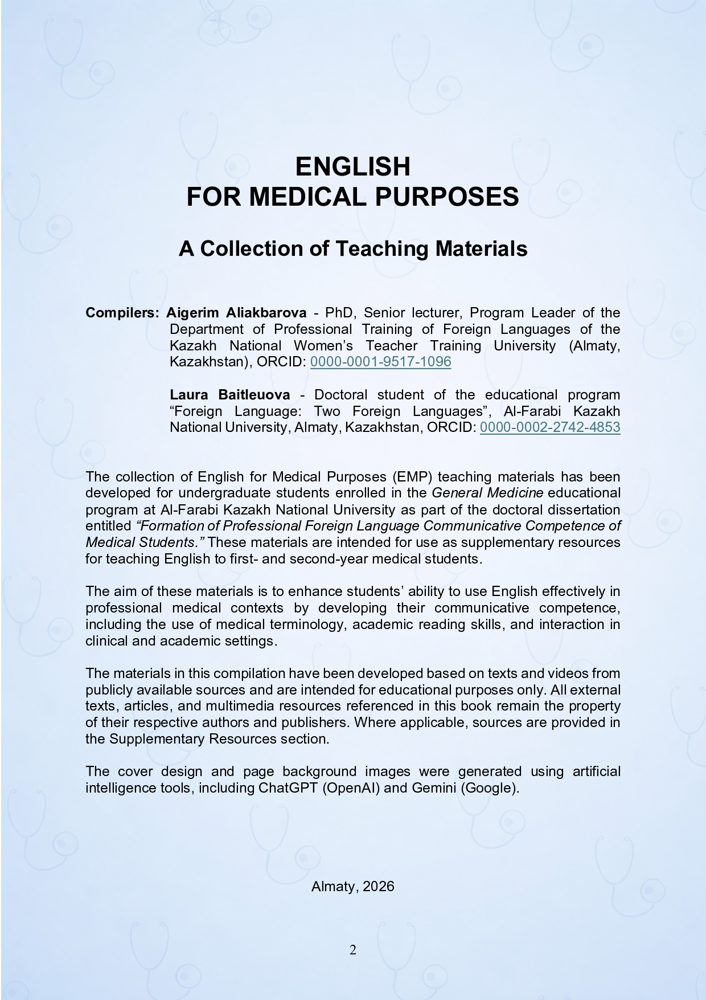 ENGLISH
FOR MEDICAL PURPOSES
A Collection of Teaching Materials
Compilers: Aigerim Aliakbarova - PhD, Senior lecturer, Program Leader of the
Department of Professional Training of Foreign Languages of the
Kazakh National Women’s Teacher Training University (Almaty,
Kazakhstan), ORCID: 0000-0001-9517-1096
Laura Baitleuova - Doctoral student of the educational program
“Foreign Language: Two Foreign Languages”, Al-Farabi Kazakh
National University, Almaty, Kazakhstan, ORCID: 0000-0002-2742-4853
The collection of English for Medical Purposes (EMP) teaching materials has been
developed for undergraduate students enrolled in the General Medicine educational
program at Al-Farabi Kazakh National University as part of the doctoral dissertation
entitled “Formation of Professional Foreign Language Communicative Competence of
Medical Students.” These materials are intended for use as supplementary resources
for teaching English to first- and second-year medical students.
The aim of these materials is to enhance students’ ability to use English effectively in
professional medical contexts by developing their communicative competence,
including the use of medical terminology, academic reading skills, and interaction in
clinical and academic settings.
The materials in this compilation have been developed based on texts and videos from
publicly available sources and are intended for educational purposes only. All external
texts, articles, and multimedia resources referenced in this book remain the property
of their respective authors and publishers. Where applicable, sources are provided in
the Supplementary Resources section.
The cover design and page background images were generated using artificial
intelligence tools, including ChatGPT (OpenAI) and Gemini (Google).
Almaty, 2026
2